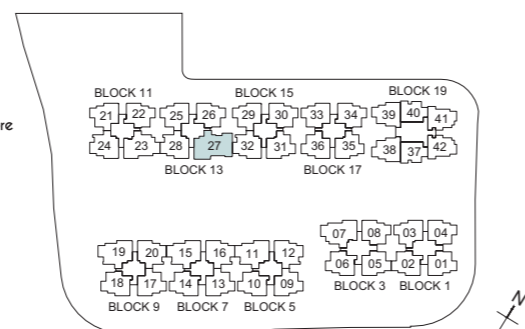 BLOCK 11 BLOCK 15 BLOCK 19
21 22 25 26 29 30 33 34 39 40 41
re
24 23 28 27 32 31 36 35 38 37 42
BLOCK 13 BLOCK 17
07 08 03 04
19 20 15 16 11 12
06 05 02 01
18 17 14 13 10 09
BLOCK 3 BLOCK 1
BLOCK 9 BLOCK 7 BLOCK 5
N